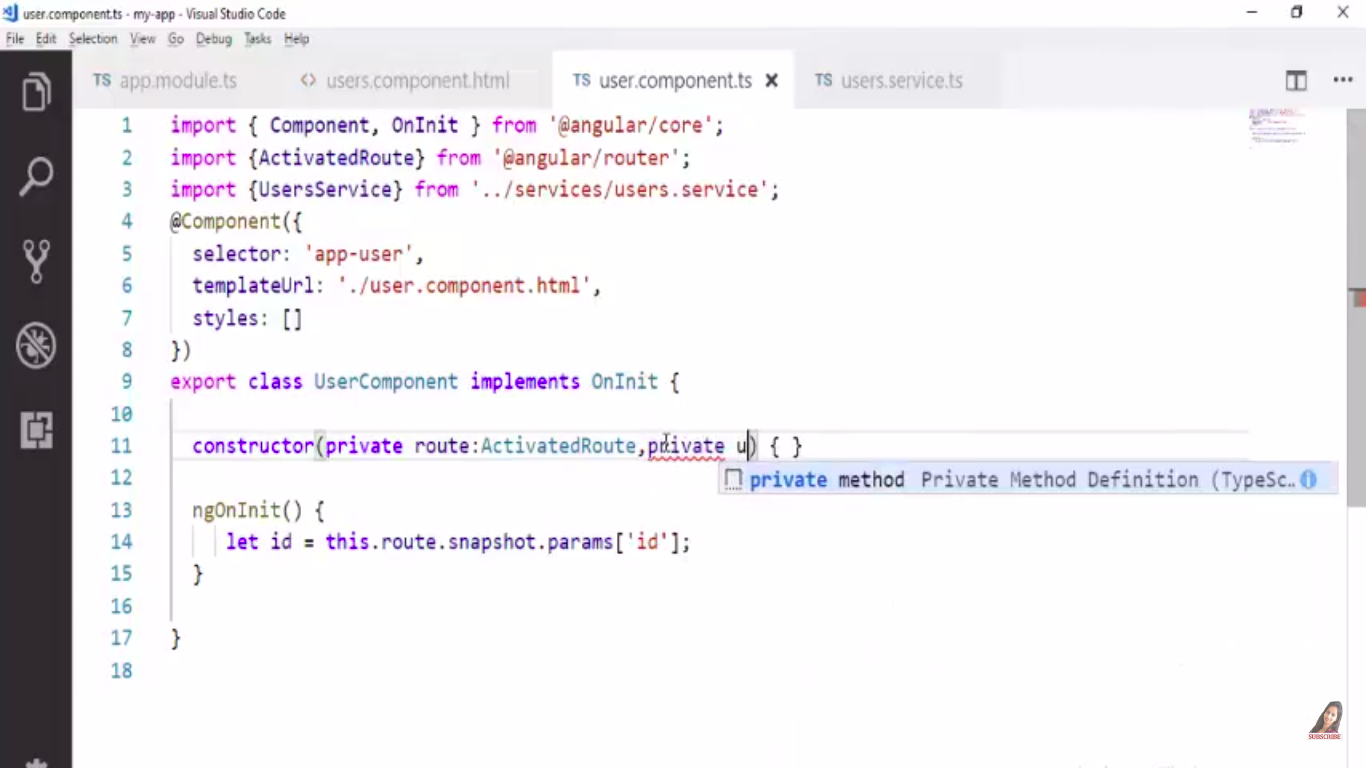 user.component.ts - my-app - Visual Studio Code
File Edit Selection View Go Debug Tasks Help
TS app.module.ts <> users.component.html TS user.component.ts TS users.service.ts
1 import { Component, OnInit } from '@angular/core';
2 import {ActivatedRoute} from '@angular/router';
3 import {UsersService} from '../services/users.service';
4 @Component({
5 selector: 'app-user',
6 templateUrl: './user.component.html',
7 styles: []
8 })
9 export class UserComponent implements OnInit {
10
11 constructor(private route:ActivatedRoute,private u) { }
private method Private Method Definition (TypeSc..
12
13 ngOnInit() {
14 let id = this.route.snapshot.params['id'];
15 }
16
17 }
18
SUBSCRIBE